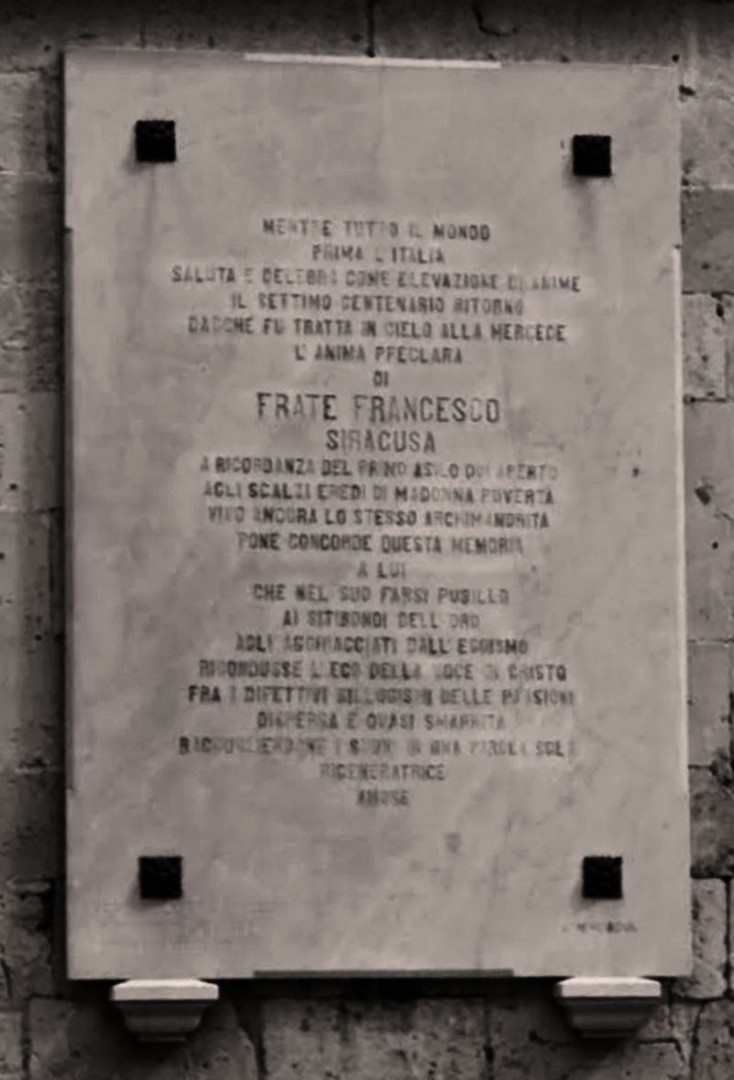 MENTRE TUTTO IL MONDO
PRIMA L'ITALIA
SALUTA E CELEBRA COME ELEVAZIONE DI ANIME
IL SETTIMO CENTENARIO RITORNO
DACCHÈ FU TRATTA IN CIELO ALLA MERCEDE
L'ANIMA PRECLARA
DI
FRATE FRANCESCO
SIRACUSA
A RICORDANZA DEL PRIMO ASILO QUI APERTO
AGLI SCALZI EREDI DI MADONNA POVERTÀ
VIVO ANCORA LO STESSO ARCHIMANDRITA
PONE CONCORDE QUESTA MEMORIA
A LUI
CHE NEL SUO FARSI PUSILLO
AI SITIBONDI DELL'ORO
AGLI AGGHIACCIATI DALL'EGOISMO
RICONDUSSE L'ECO DELLA VOCE DI CRISTO
FRA I DIFETTIVI SILLOGISMI DELLE PASSIONI
DISPERSA E QUASI SMARRITA
RACCOGLIENDONE I SUONI IN UNA PAROLA SOLA
RIGENERATRICE
AMORE